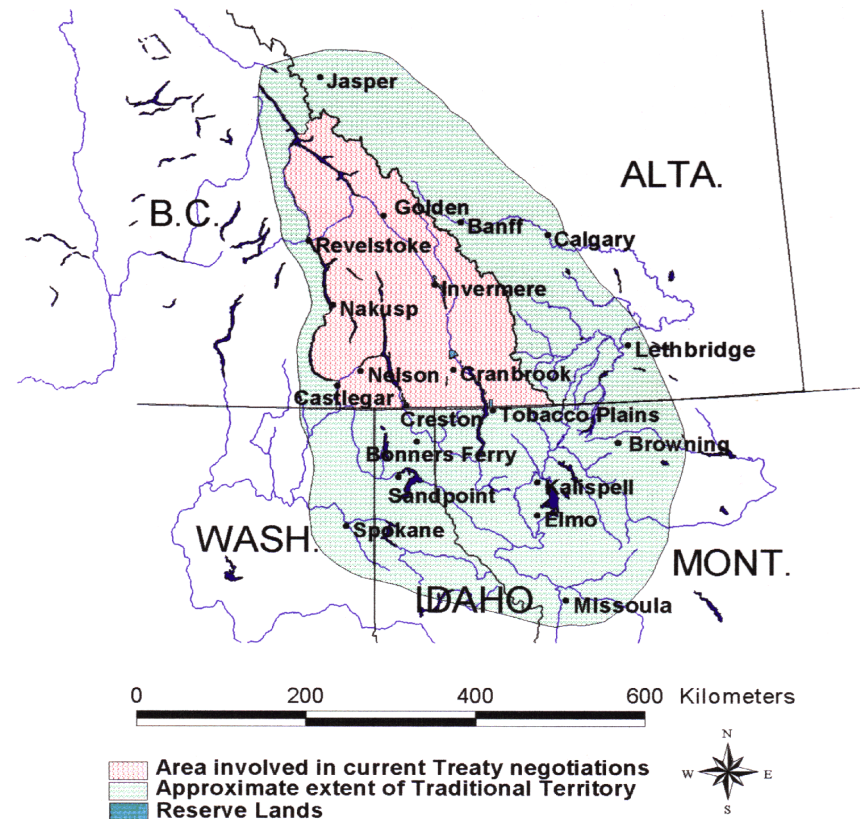 Jasper
ALTA.
B.C.
Golden
Banff
Calgary
Revelstoke
Invermere
Nakusp
Lethbridge
Nelson
Cranbrook
Castlegar
Creston
Tobacco Plains
Browning
Bonners Ferry
Kalispell
Sandpoint
Elmo
WASH.
Spokane
MONT.
IDAHO
Missoula
0 200 400 600 Kilometers
Area involved in current Treaty negotiations
Approximate extent of Traditional Territory
Reserve Lands
N
W E
S